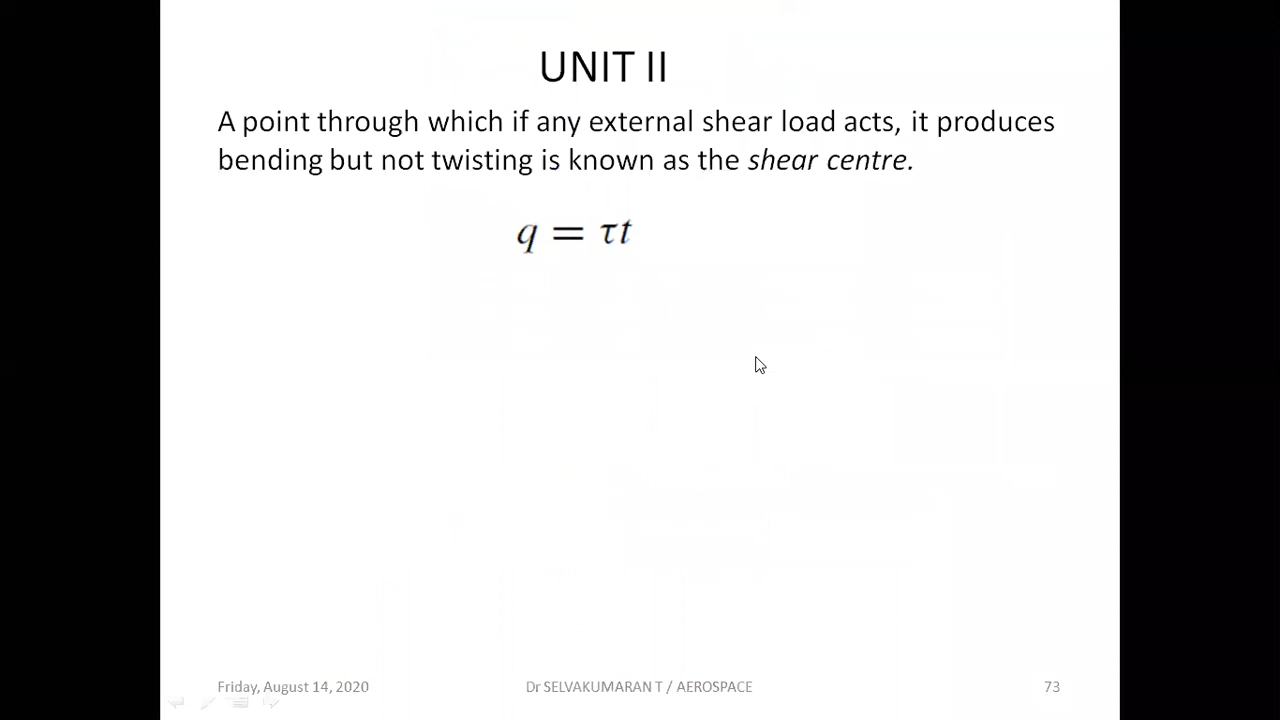 UNIT II
A point through which if any external shear load acts, it produces
bending but not twisting is known as the shear centre.
q = τt
Friday, August 14, 2020 Dr SELVAKUMARAN T / AEROSPACE 73